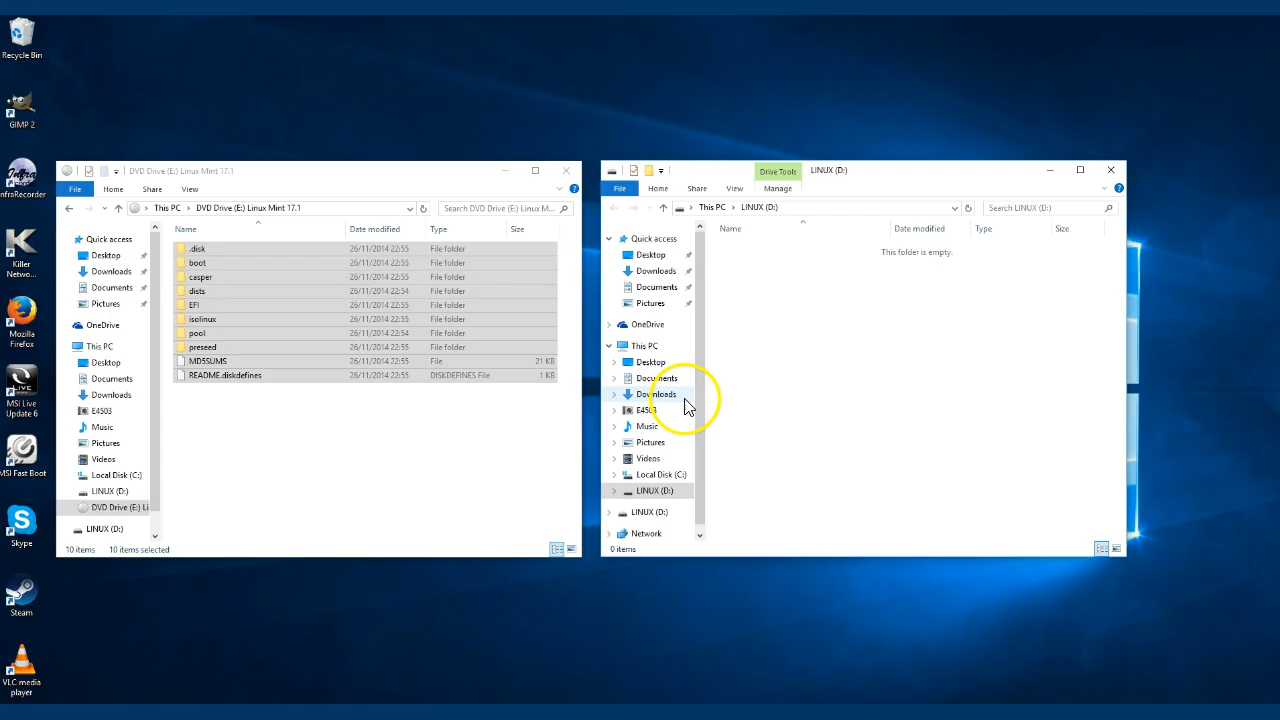 Recycle Bin
GIMP 2
InfraRecorder
Killer
Netwo...
Mozilla
Firefox
MSI Live
Update 6
MSI Fast Boot
Skype
Steam
VLC media
player
DVD Drive (E:) Linux Mint 17.1
File Home Share View
This PC DVD Drive (E:) Linux Mint 17.1 Search DVD Drive (E:) Linux M...
Name Date modified Type Size
Quick access
Desktop
Downloads
Documents
Pictures
OneDrive
This PC
Desktop
Documents
Downloads
E4503
Music
Pictures
Videos
Local Disk (C:)
LINUX (D:)
DVD Drive (E:) Li
LINUX (D:)
.disk 26/11/2014 22:55 File folder
boot 26/11/2014 22:55 File folder
casper 26/11/2014 22:55 File folder
dists 26/11/2014 22:54 File folder
EFI 26/11/2014 22:55 File folder
isolinux 26/11/2014 22:55 File folder
pool 26/11/2014 22:54 File folder
preseed 26/11/2014 22:55 File folder
MD5SUMS 26/11/2014 22:55 File 21 KB
README.diskdefines 26/11/2014 22:55 DISKDEFINES File 1 KB
10 items 10 items selected
Drive Tools LINUX (D:)
File Home Share View Manage
This PC LINUX (D:) Search LINUX (D:)
Name Date modified Type Size
This folder is empty.
Quick access
Desktop
Downloads
Documents
Pictures
OneDrive
This PC
Desktop
Documents
Downloads
E4503
Music
Pictures
Videos
Local Disk (C:)
LINUX (D:)
LINUX (D:)
Network
0 items